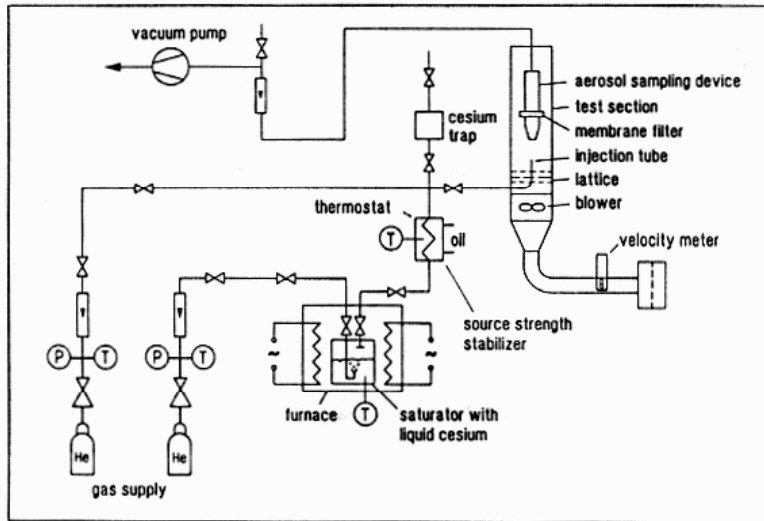 vacuum pump
aerosol sampling device
test section
cesium
trap
membrane filter
injection tube
lattice
thermostat
blower
T
oil
velocity meter
source strength
stabilizer
P
T
P
T
~
~
T
furnace
saturator with
liquid cesium
He
He
gas supply